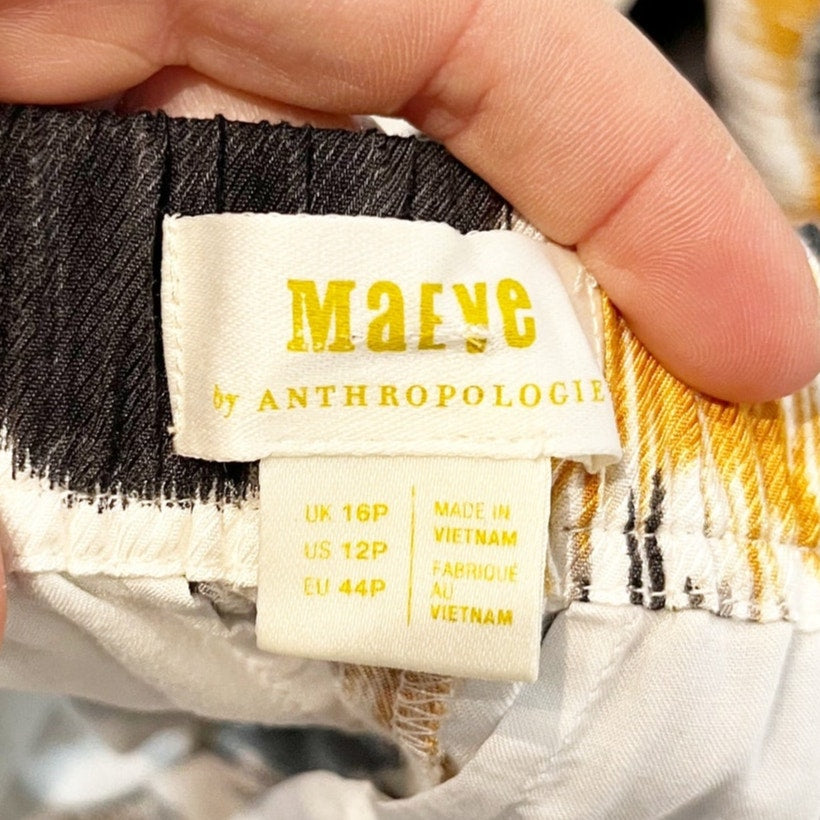 Maeve
by ANTHROPOLOGIE
UK 16P
US 12P
EU 44P
MADE IN
VIETNAM
FABRIQUÉ
AU
VIETNAM